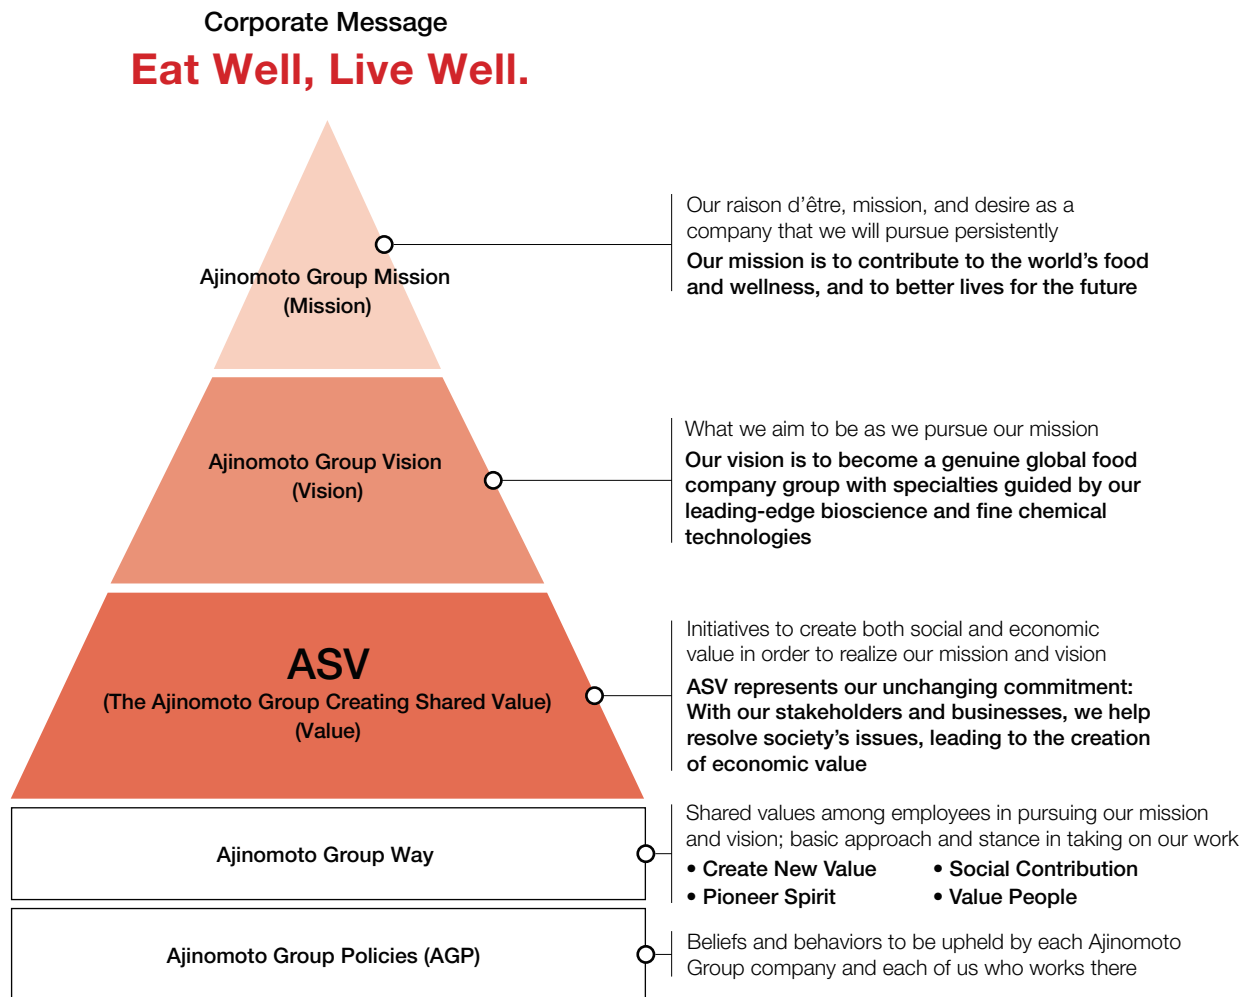 Corporate Message
Eat Well, Live Well.
Ajinomoto Group Mission
(Mission)
Our raison d’être, mission, and desire as a
company that we will pursue persistently
Our mission is to contribute to the world’s food
and wellness, and to better lives for the future
Ajinomoto Group Vision
(Vision)
What we aim to be as we pursue our mission
Our vision is to become a genuine global food
company group with specialties guided by our
leading-edge bioscience and fine chemical
technologies
ASV
(The Ajinomoto Group Creating Shared Value)
(Value)
Initiatives to create both social and economic
value in order to realize our mission and vision
ASV represents our unchanging commitment:
With our stakeholders and businesses, we help
resolve society’s issues, leading to the creation
of economic value
Ajinomoto Group Way
Shared values among employees in pursuing our mission
and vision; basic approach and stance in taking on our work
• Create New Value
• Social Contribution
• Pioneer Spirit
• Value People
Ajinomoto Group Policies (AGP)
Beliefs and behaviors to be upheld by each Ajinomoto
Group company and each of us who works there